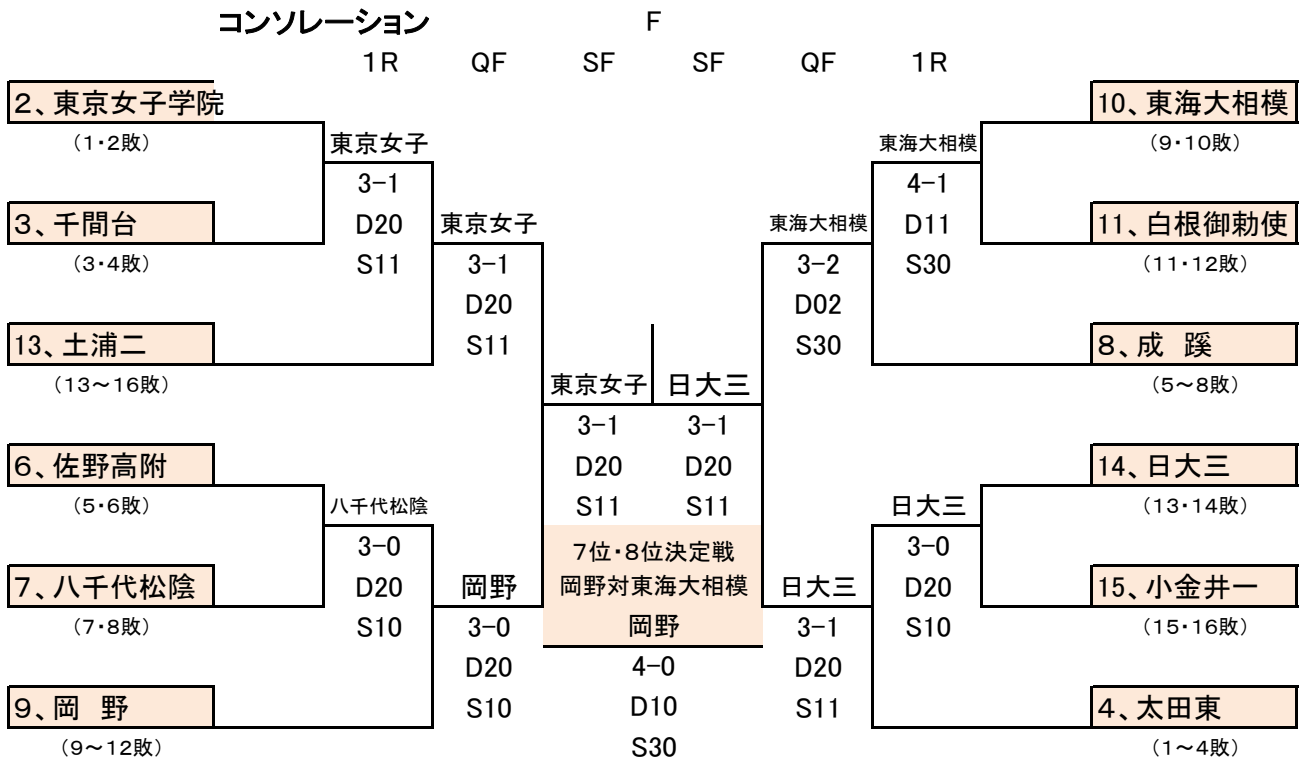 コンソレーション
F
1R QF SF SF QF 1R
2、東京女子学院
(1・2敗)
東京女子
3-1
D20
S11
3、千間台
(3・4敗)
東京女子
3-1
D20
S11
13、土浦二
(13~16敗)
6、佐野高附
(5・6敗)
八千代松陰
3-0
D20
S10
7、八千代松陰
(7・8敗)
岡野
3-0
D20
S10
9、岡 野
(9~12敗)
東京女子
3-1
D20
S11
日大三
3-1
D20
S11
7位・8位決定戦
岡野対東海大相模
岡野
4-0
D10
S30
10、東海大相模
(9・10敗)
東海大相模
4-1
D11
S30
11、白根御勅使
(11・12敗)
東海大相模
3-2
D02
S30
8、成 蹊
(5~8敗)
14、日大三
(13・14敗)
日大三
3-0
D20
S10
15、小金井一
(15・16敗)
日大三
3-1
D20
S11
4、太田東
(1~4敗)